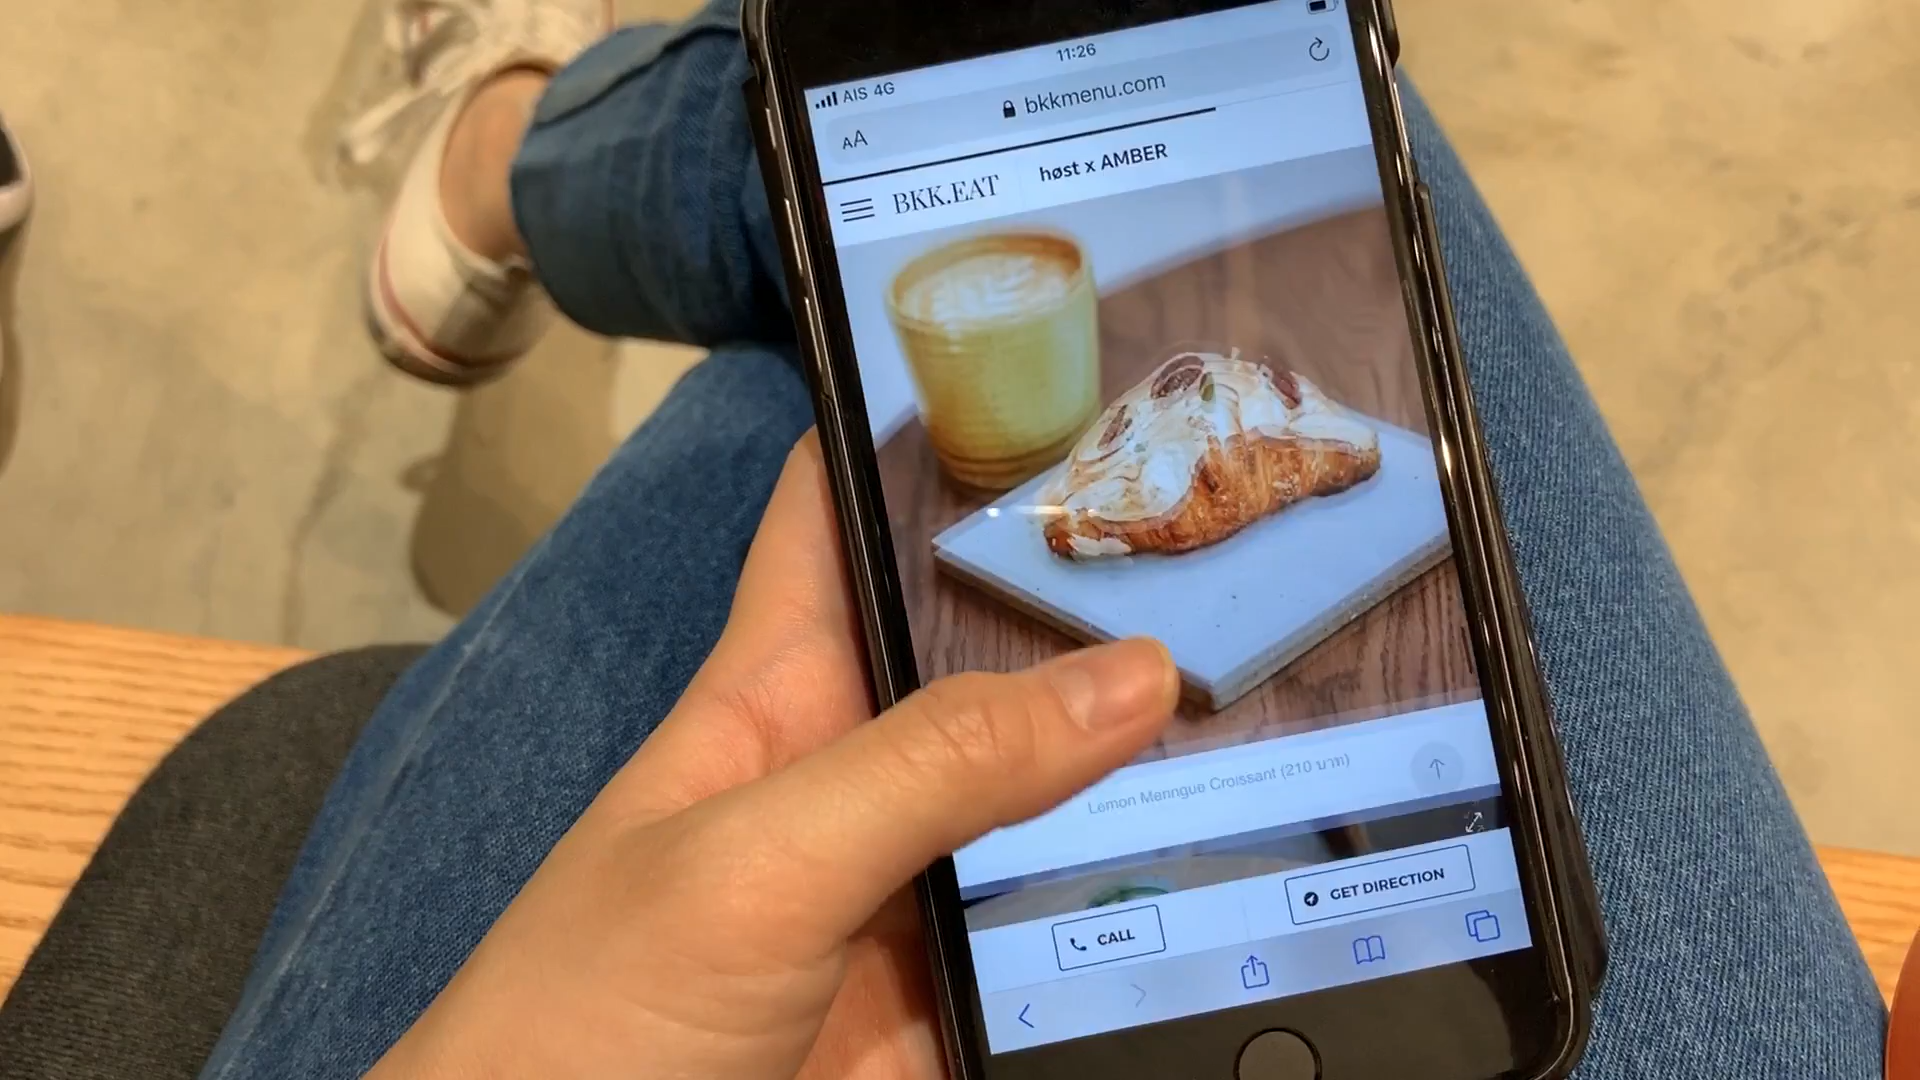 11:26
AIS 4G
AA
bkkmenu.com
BKK.EAT
høst x AMBER
Lemon Meringue Croissant (210 บาท)
CALL
GET DIRECTION